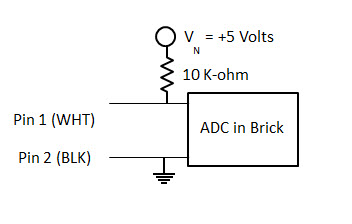 V = +5 Volts
N
10 K-ohm
Pin 1 (WHT)
ADC in Brick
Pin 2 (BLK)